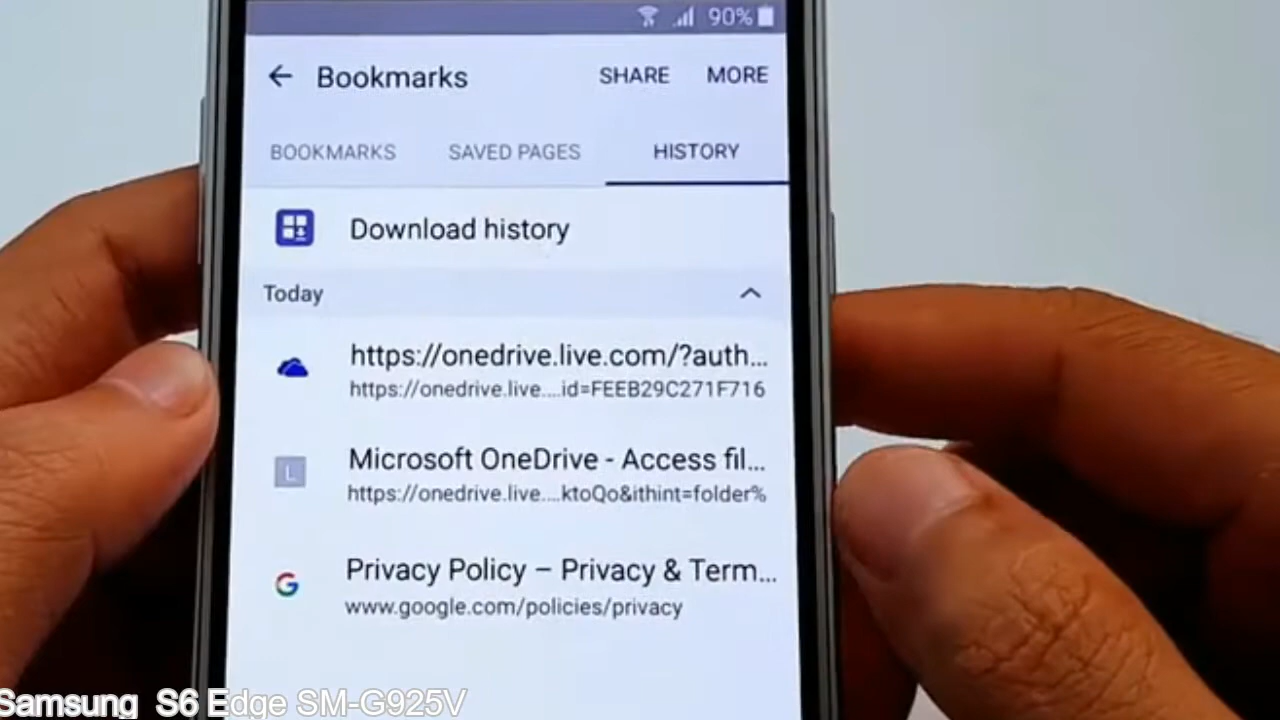 90%
Bookmarks SHARE MORE
BOOKMARKS SAVED PAGES HISTORY
Download history
Today
https://onedrive.live.com/?auth...
https://onedrive.live....id=FEEB29C271F716
L
Microsoft OneDrive - Access fil...
https://onedrive.live....ktoQo&ithint=folder%
G
Privacy Policy – Privacy & Term...
www.google.com/policies/privacy
Samsung S6 Edge SM-G925V